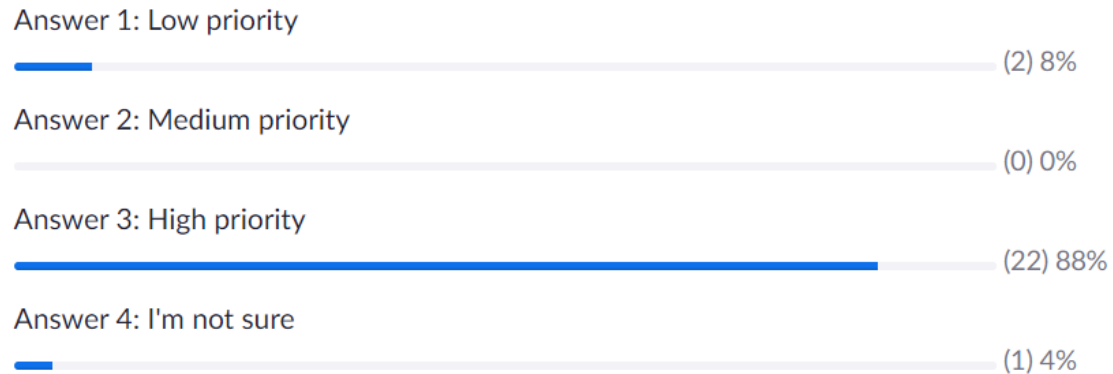 Answer 1: Low priority
(2) 8%
Answer 2: Medium priority
(0) 0%
Answer 3: High priority
(22) 88%
Answer 4: I'm not sure
(1) 4%